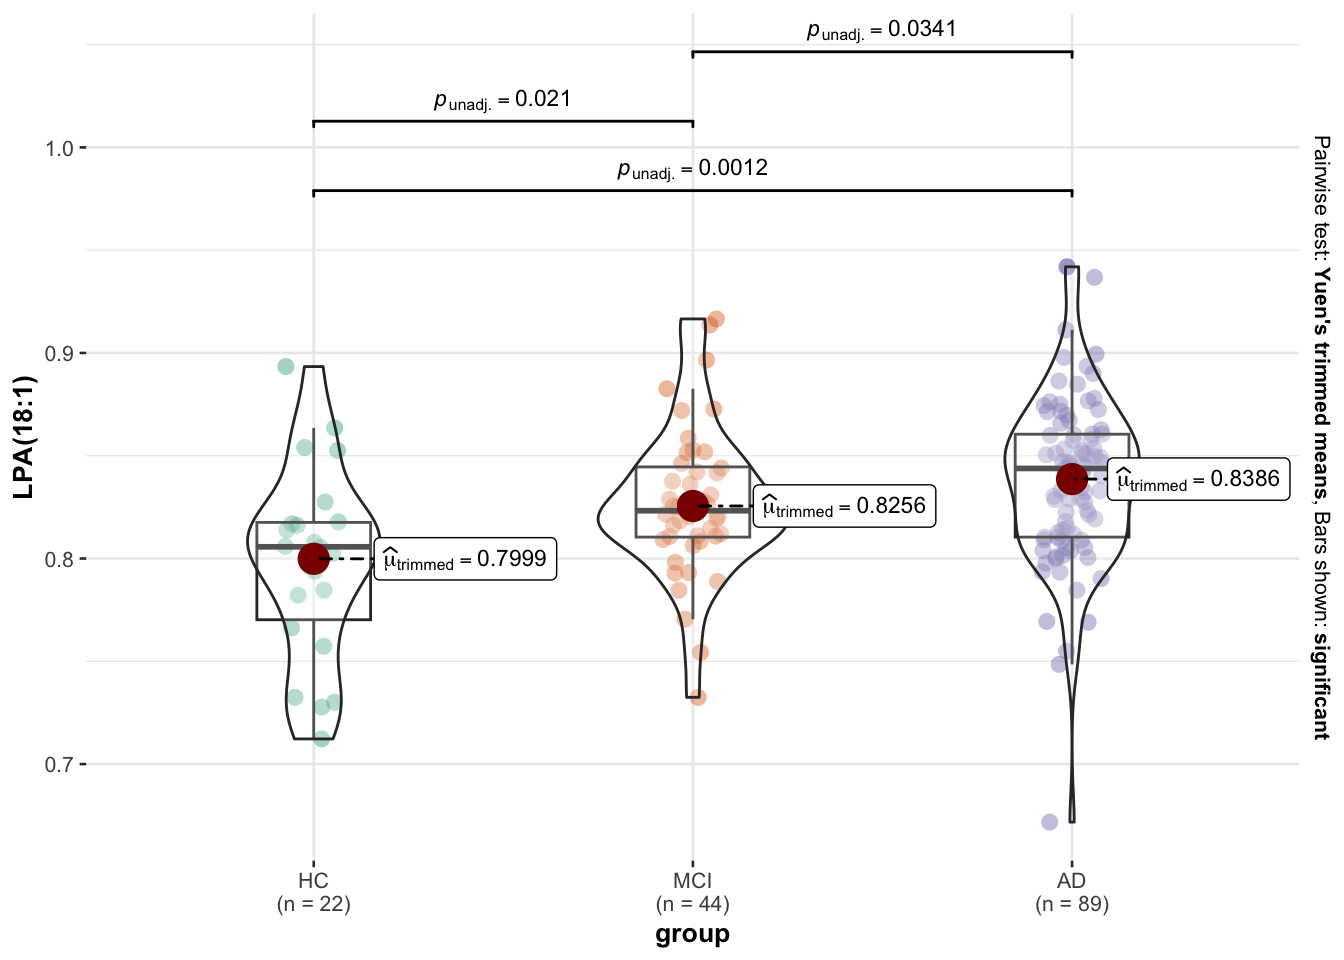 p unadj. = 0.0341
p unadj. = 0.021
p unadj. = 0.0012
1.0
0.9
0.8
0.7
LPA(18:1)
μ̂ trimmed = 0.7999
μ̂ trimmed = 0.8256
μ̂ trimmed = 0.8386
HC
(n = 22)
MCI
(n = 44)
AD
(n = 89)
group
Pairwise test: Yuen's trimmed means, Bars shown: significant